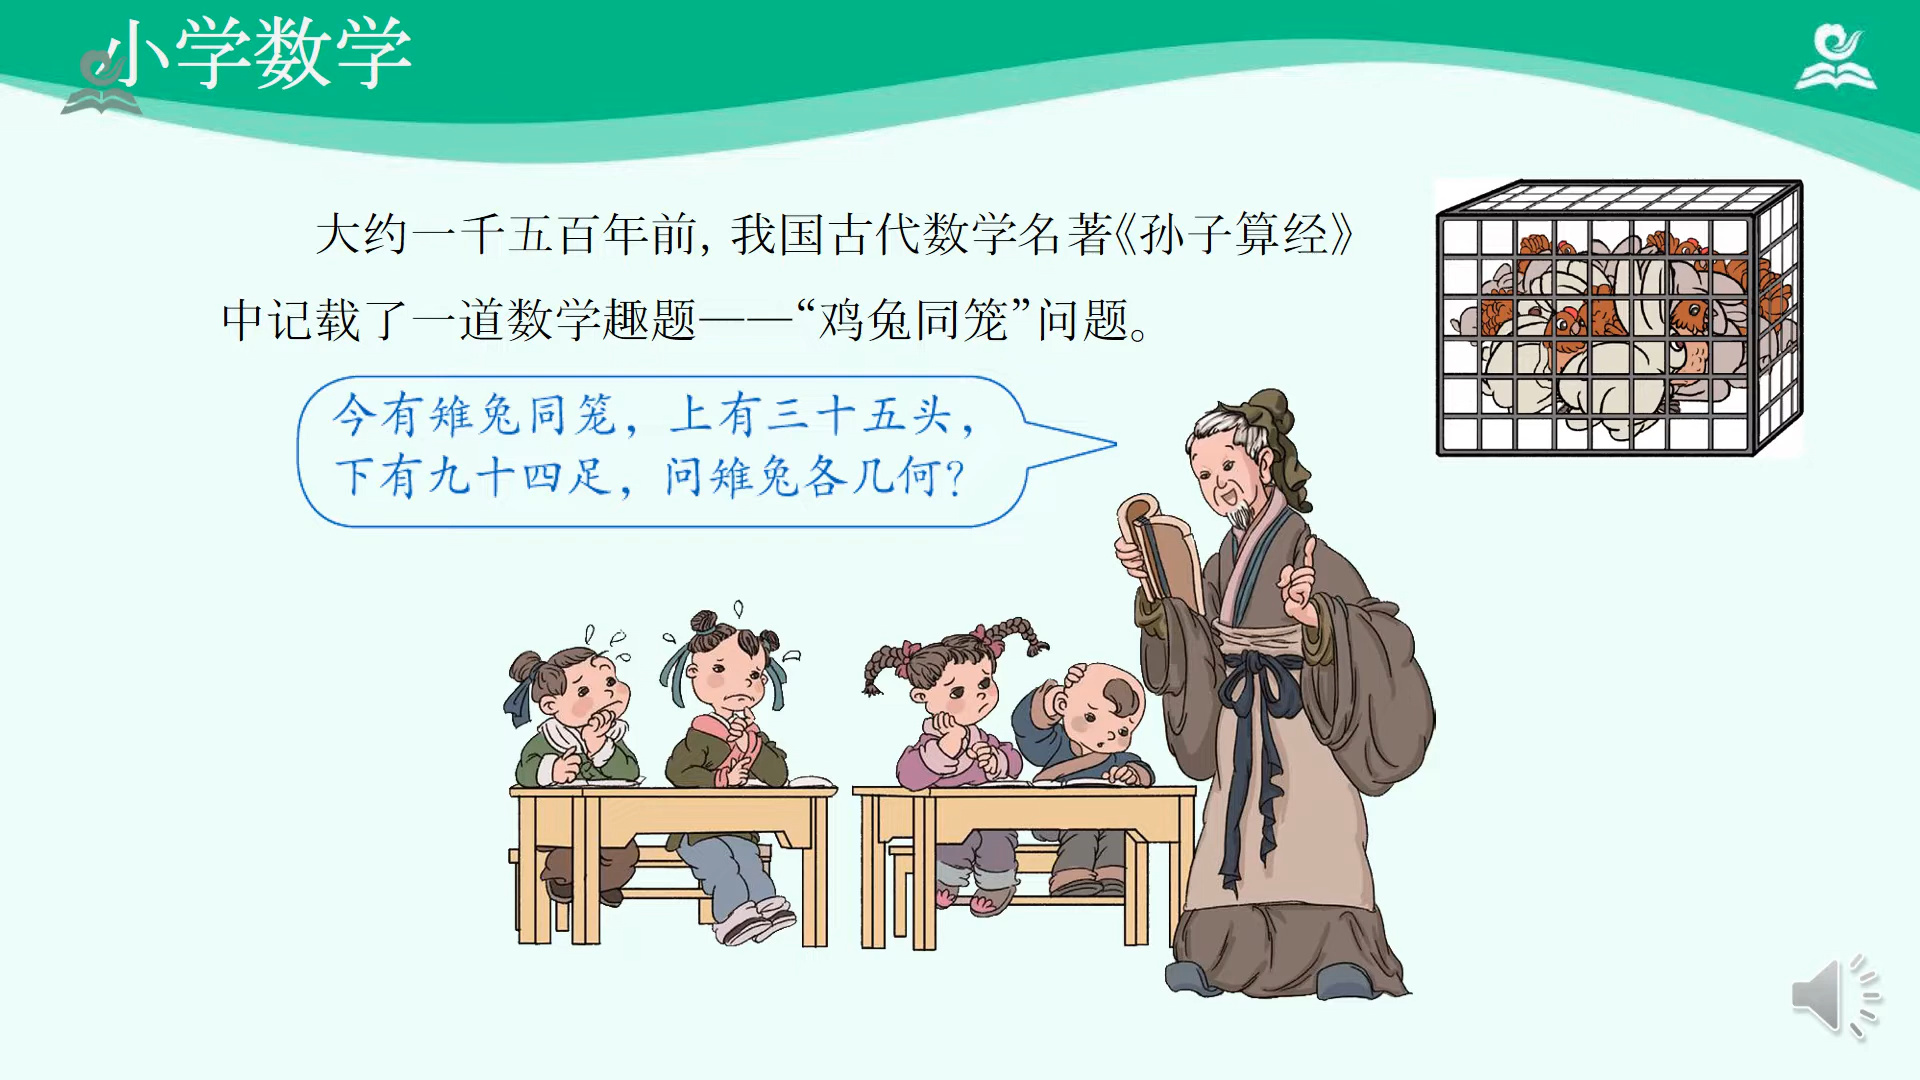 小学数学
大约一千五百年前，我国古代数学名著《孙子算经》
中记载了一道数学趣题——“鸡兔同笼”问题。
今有雉兔同笼，上有三十五头，
下有九十四足，问雉兔各几何？